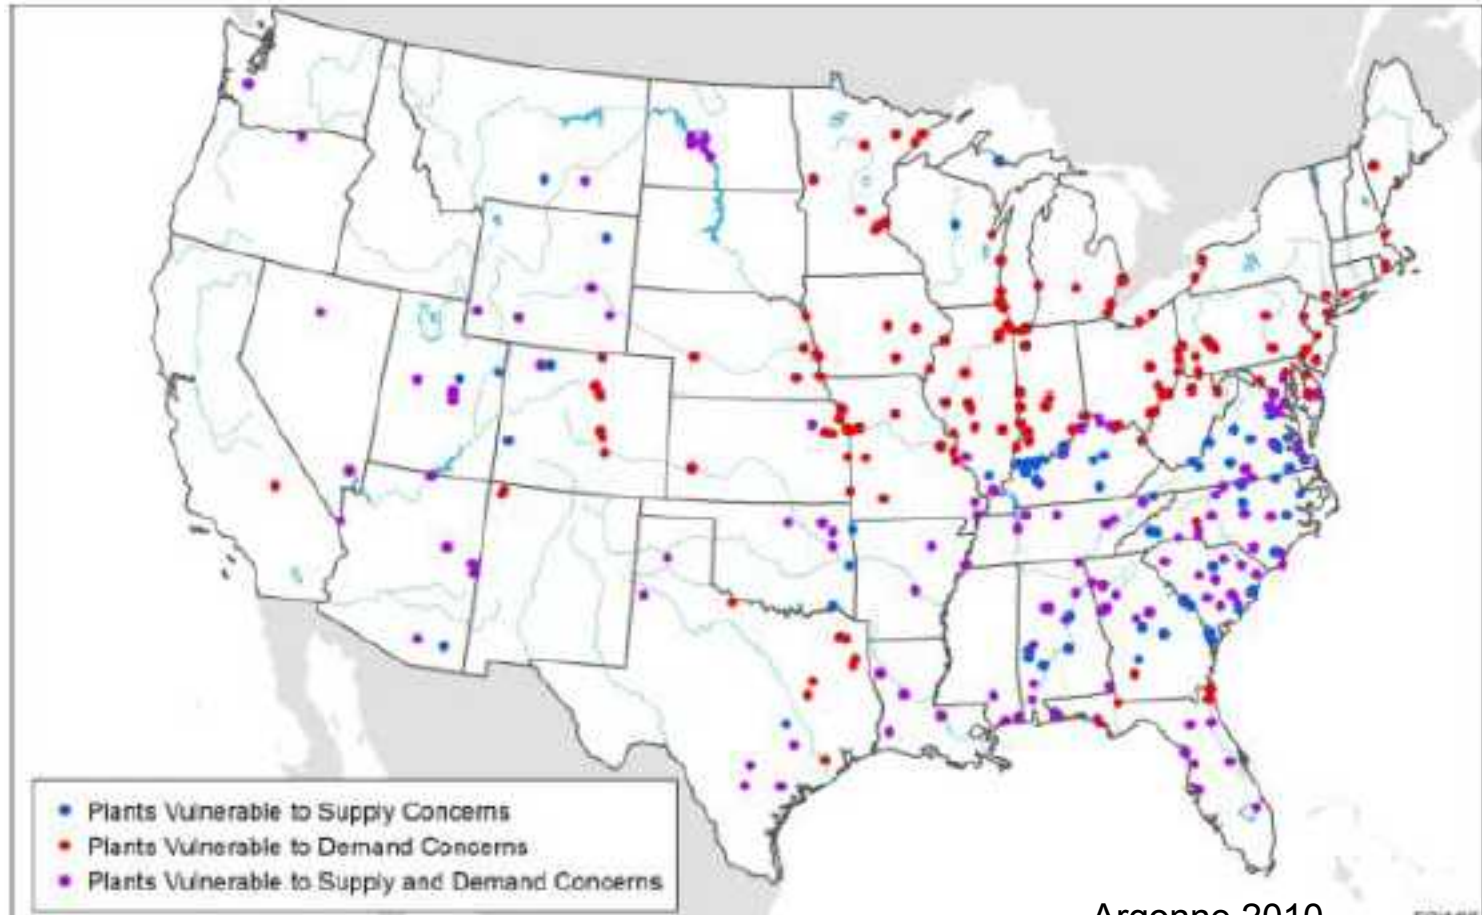 Plants Vulnerable to Supply Concerns
Plants Vulnerable to Demand Concerns
Plants Vulnerable to Supply and Demand Concerns
Argonne 2010